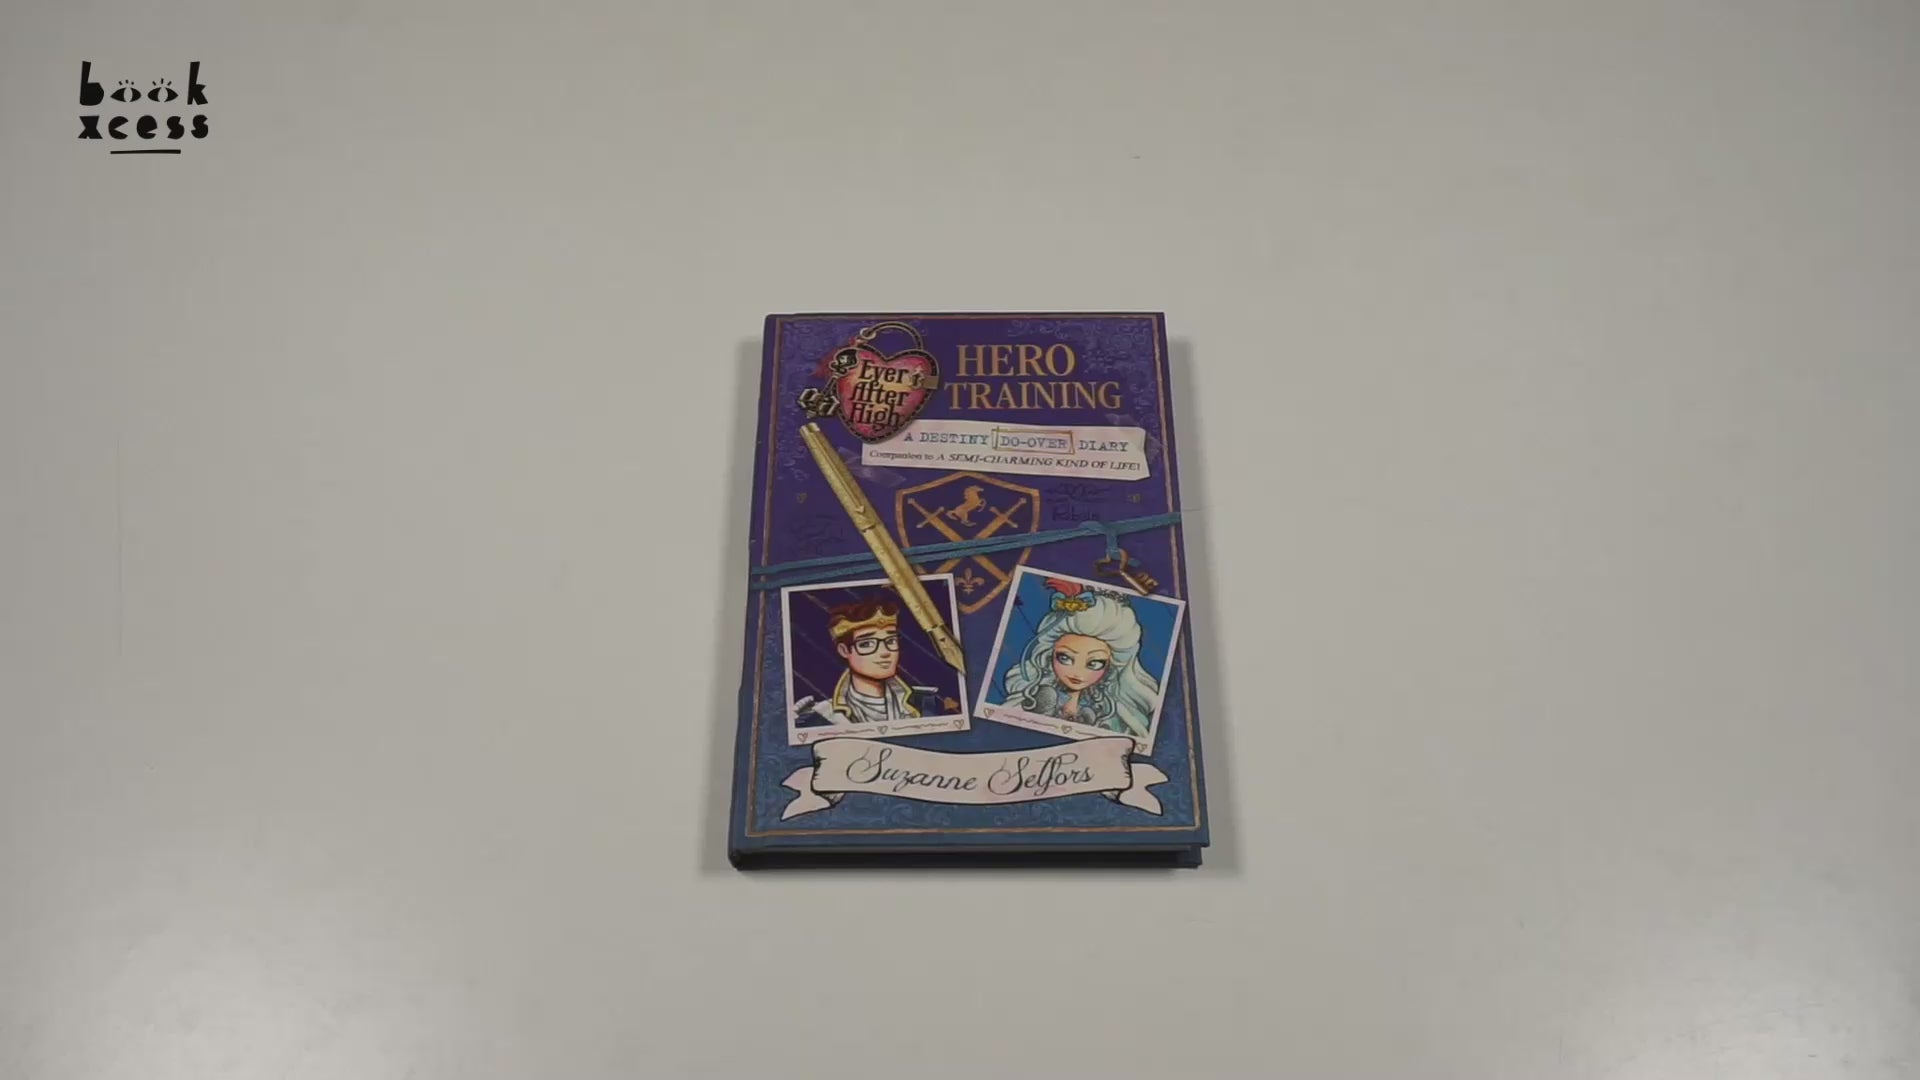 book
xcess
Ever
After
High
HERO
TRAINING
A DESTINY DO-OVER DIARY
Companion to A SEMI-CHARMING KIND OF LIFE!
Rebels
Suzanne Selfors